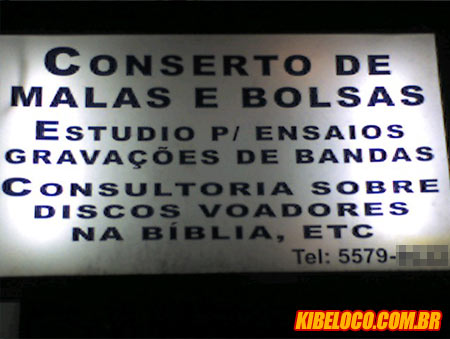 CONSERTO DE
MALAS E BOLSAS
ESTUDIO P/ ENSAIOS
GRAVAÇÕES DE BANDAS
CONSULTORIA SOBRE
DISCOS VOADORES
NA BÍBLIA, ETC
Tel: 5579-
KIBELOCO.COM.BR